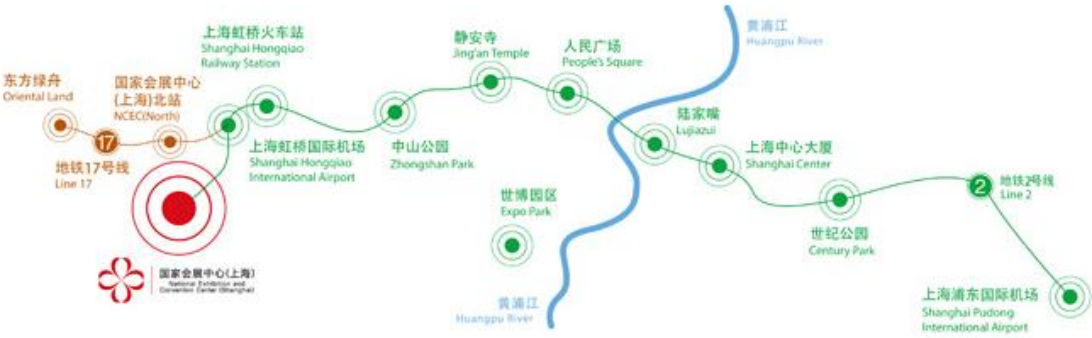 东方绿舟
Oriental Land
17
地铁17号线
Line 17
国家会展中心
(上海)北站
NCEC(North)
上海虹桥火车站
Shanghai Hongqiao
Railway Station
上海虹桥国际机场
Shanghai Hongqiao
International Airport
国家会展中心(上海)
National Exhibition and
Convention Center (Shanghai)
中山公园
Zhongshan Park
静安寺
Jing'an Temple
人民广场
People's Square
世博园区
Expo Park
黄浦江
Huangpu River
黄浦江
Huangpu River
陆家嘴
Lujiazui
上海中心大厦
Shanghai Center
世纪公园
Century Park
2
地铁2号线
Line 2
上海浦东国际机场
Shanghai Pudong
International Airport